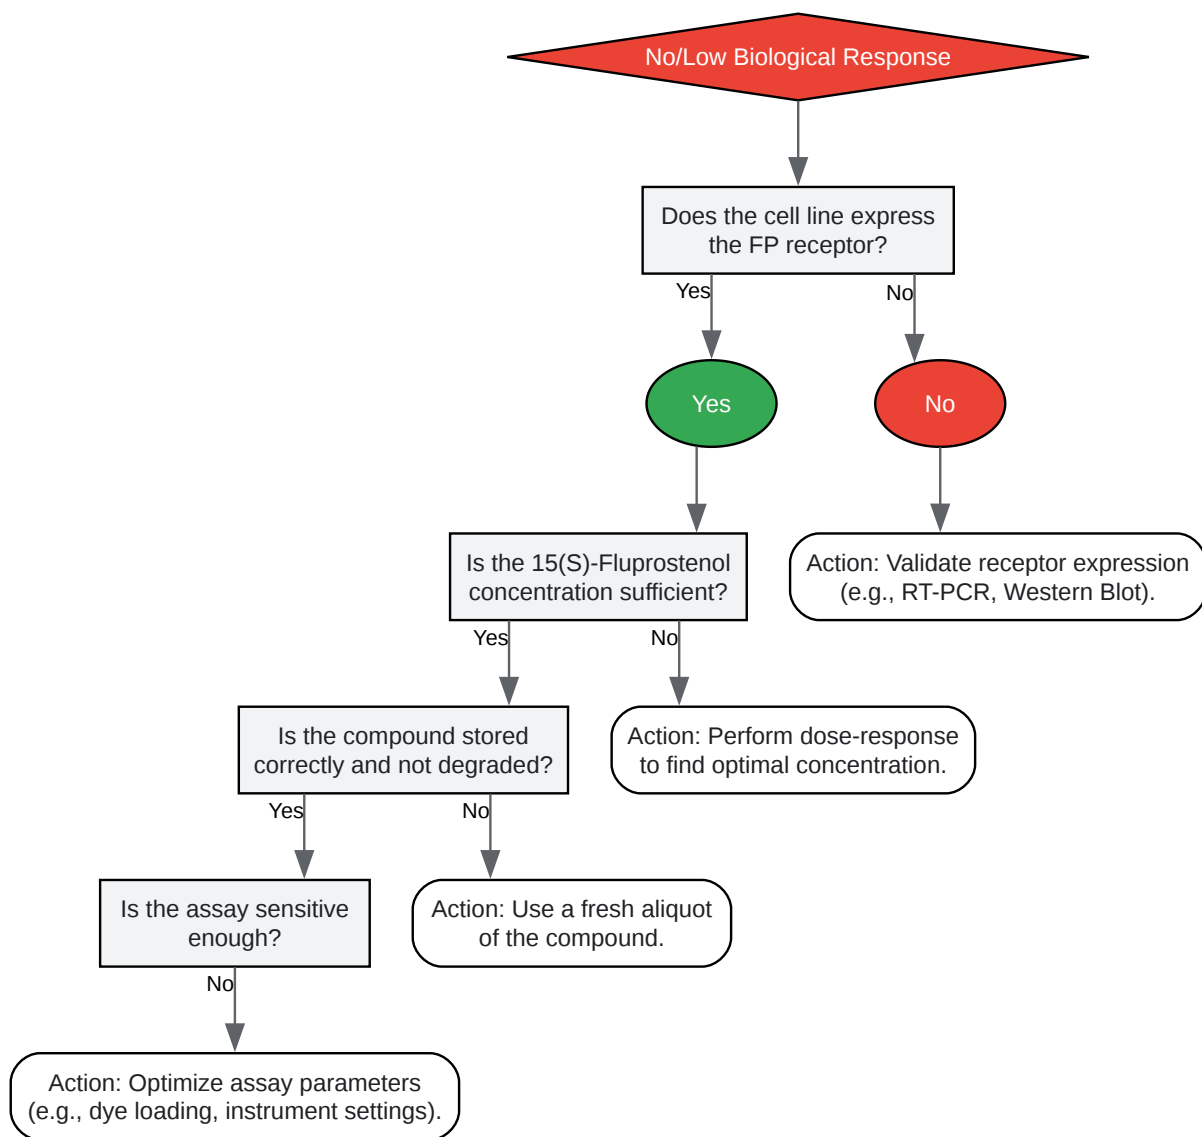 No/Low Biological Response
Does the cell line express
the FP receptor?
Yes
No
Yes
No
Is the 15(S)-Fluprostenol
concentration sufficient?
Action: Validate receptor expression
(e.g., RT-PCR, Western Blot).
Yes
No
Is the compound stored
correctly and not degraded?
Action: Perform dose-response
to find optimal concentration.
Yes
No
Is the assay sensitive
enough?
Action: Use a fresh aliquot
of the compound.
No
Action: Optimize assay parameters
(e.g., dye loading, instrument settings).